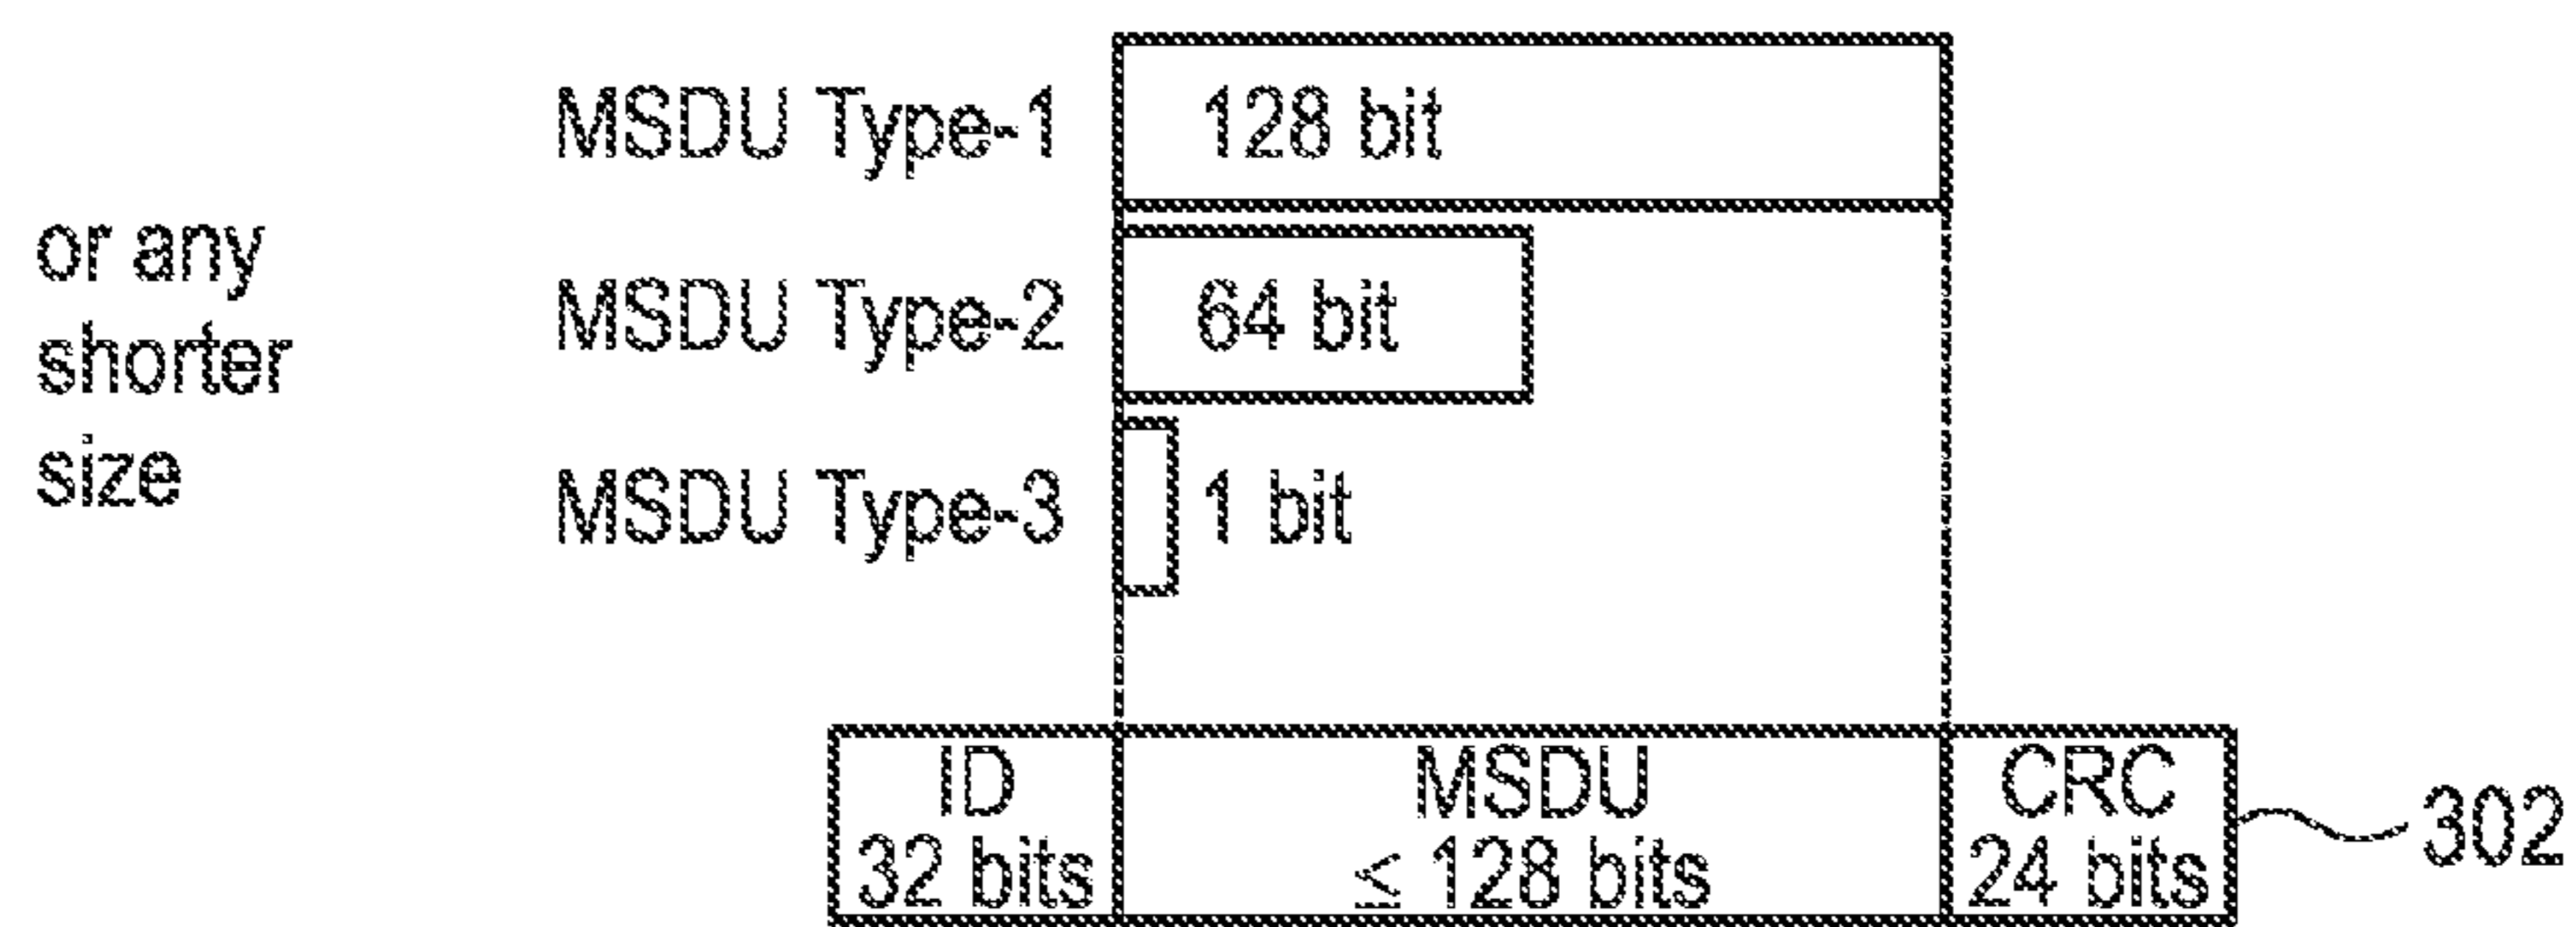 MSDU Type-1 128 bit
or any
shorter
size
MSDU Type-2 64 bit
MSDU Type-3 1 bit
ID MSDU CRC
32 bits ≤ 128 bits 24 bits
302